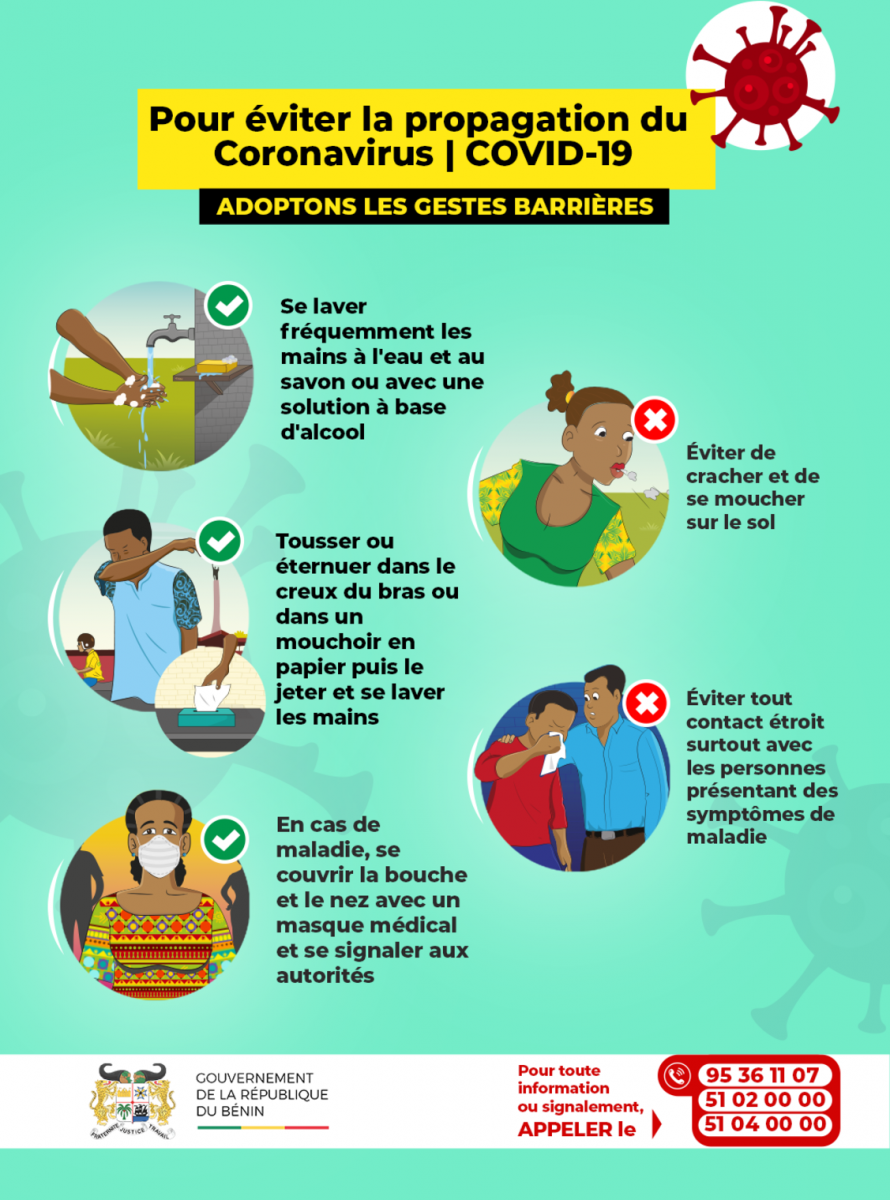 Pour éviter la propagation du
Coronavirus | COVID-19
ADOPTONS LES GESTES BARRIÈRES
Se laver
fréquemment les
mains à l'eau et au
savon ou avec une
solution à base
d'alcool
Éviter de
cracher et de
se moucher
sur le sol
Tousser ou
éternuer dans le
creux du bras ou
dans un
mouchoir en
papier puis le
jeter et se laver
les mains
Éviter tout
contact étroit
surtout avec
les personnes
présentant des
symptômes de
maladie
En cas de
maladie, se
couvrir la bouche
et le nez avec un
masque médical
et se signaler aux
autorités
FRATERNITE JUSTICE TRAVAIL
GOUVERNEMENT
DE LA RÉPUBLIQUE
DU BÉNIN
Pour toute
information
ou signalement,
APPELER le
95 36 11 07
51 02 00 00
51 04 00 00